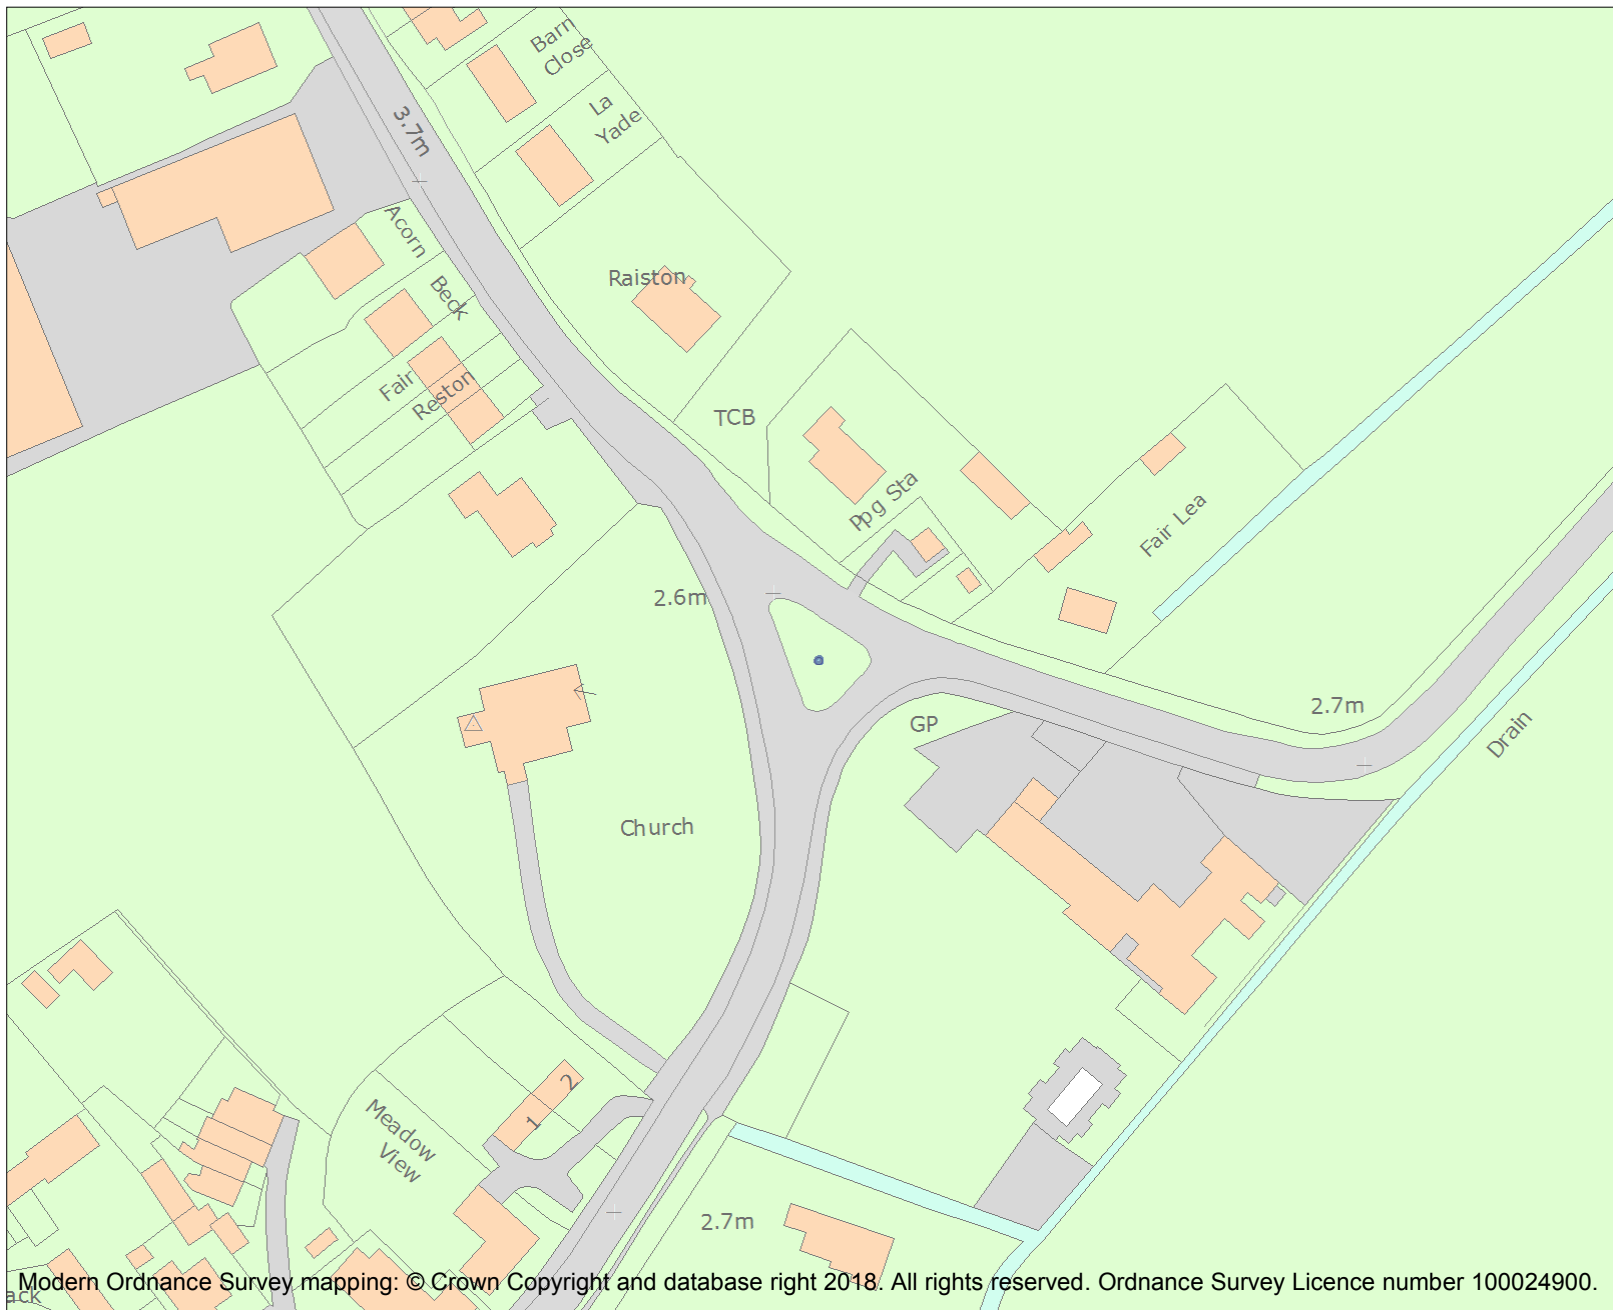 Barn
Close
La
Yade
3.7m
Acorn
Beck
Raiston
Fair
Reston
TCB
Ppg Sta
Fair Lea
2.6m
2.7m
GP
Drain
Church
Meadow
View
1
2
2.7m
Modern Ordnance Survey mapping: © Crown Copyright and database right 2018. All rights reserved. Ordnance Survey Licence number 100024900.
ack